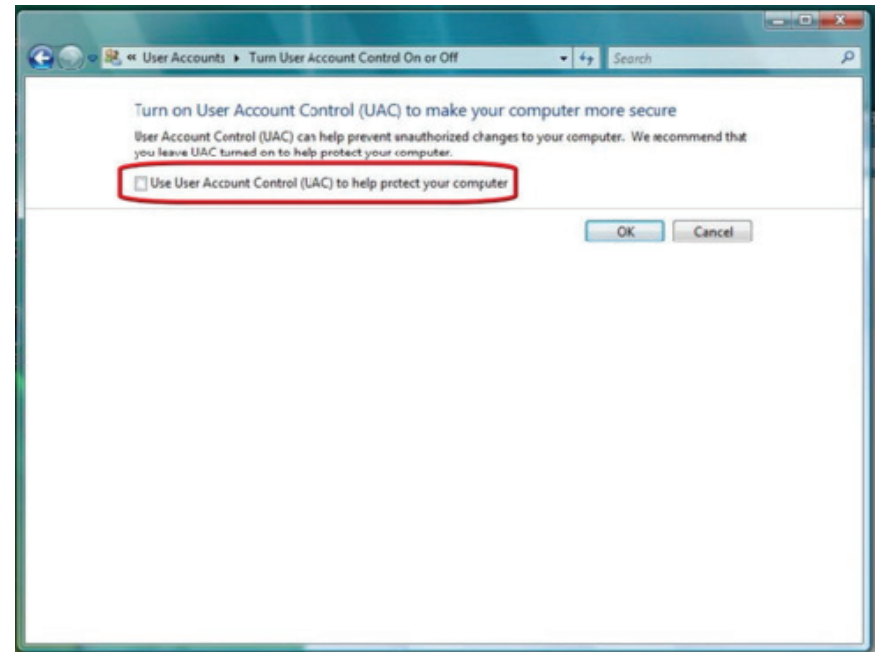 « User Accounts ▸ Turn User Account Control On or Off
Search
Turn on User Account Control (UAC) to make your computer more secure
User Account Control (UAC) can help prevent unauthorized changes to your computer. We recommend that
you leave UAC turned on to help protect your computer.
Use User Account Control (UAC) to help protect your computer
OK Cancel